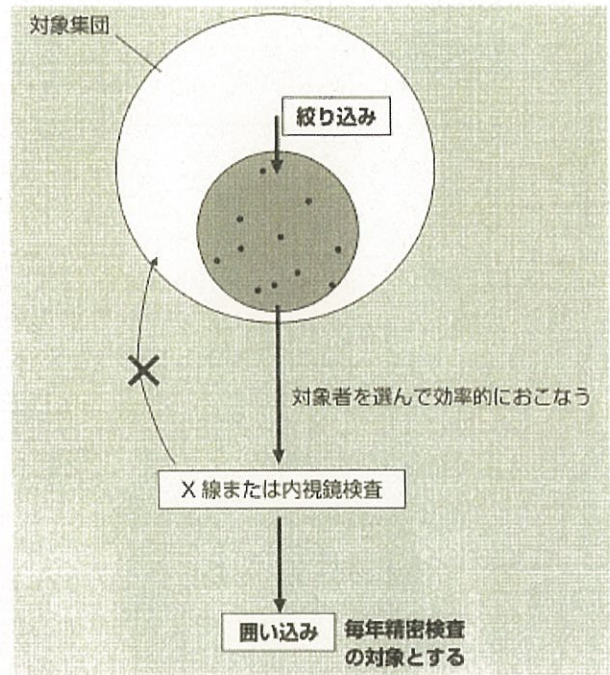 対象集団
絞り込み
対象者を選んで効率的におこなう
X線または内視鏡検査
囲い込み
毎年精密検査
の対象とする